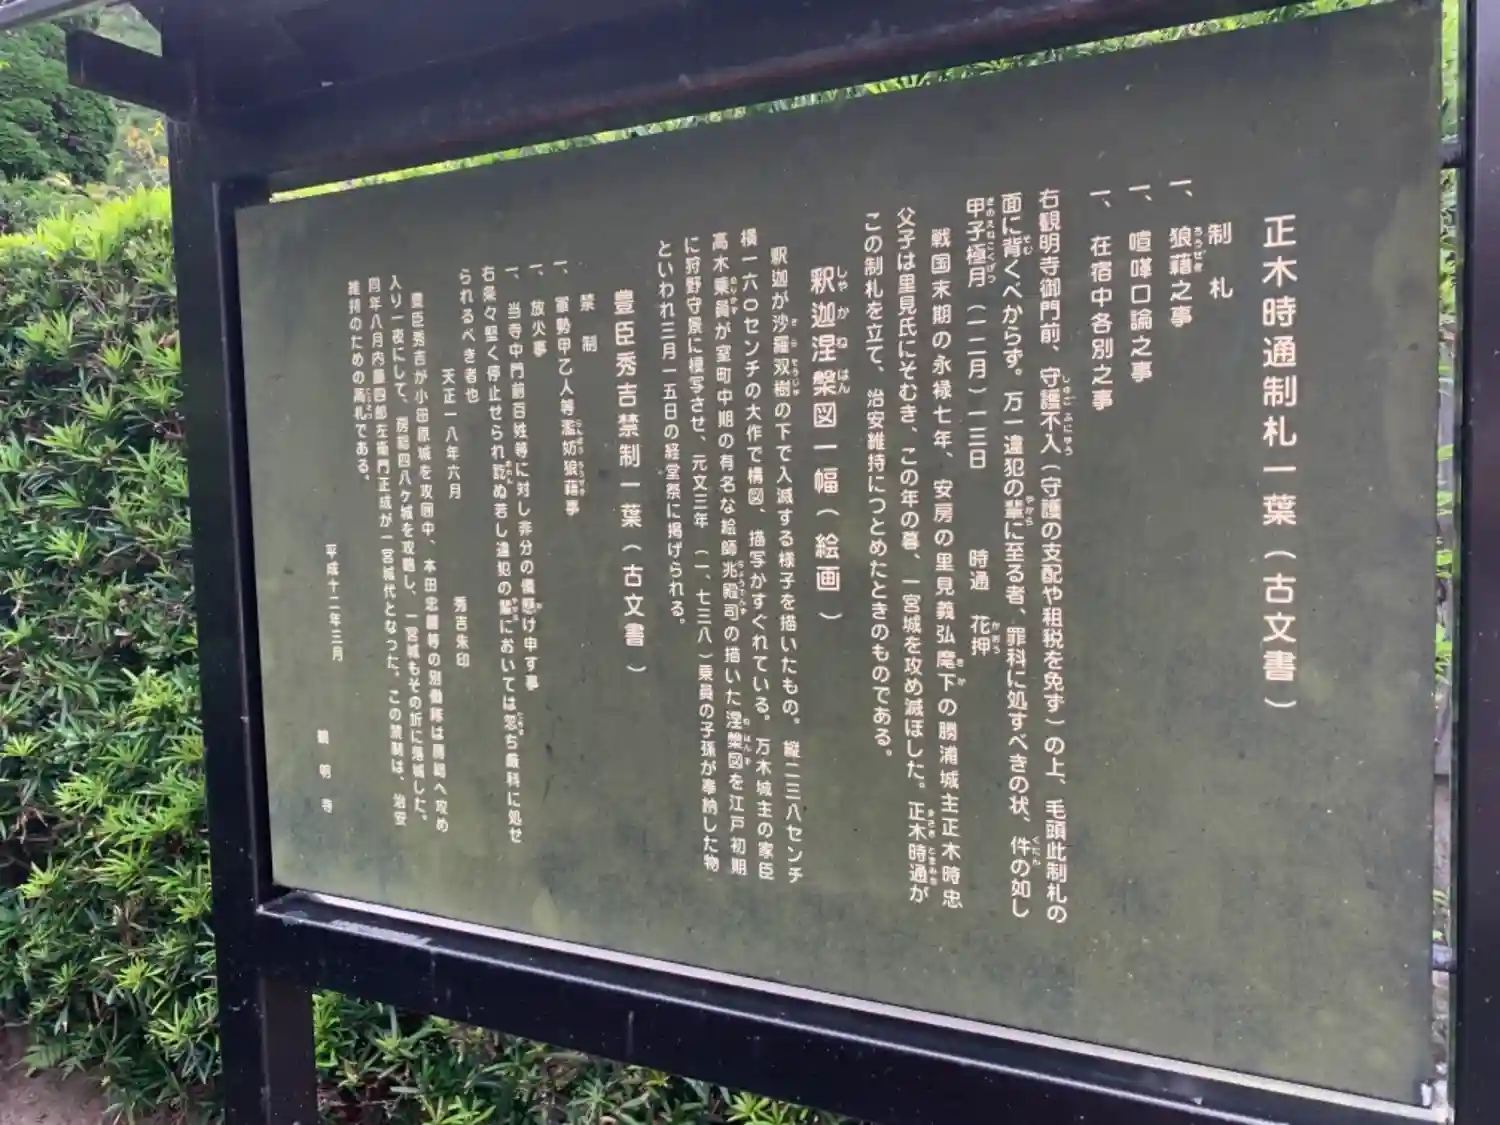 正木時通制札一葉（古文書）
制札
一、狼藉之事
一、喧嘩口論之事
一、在宿中各別之事
右観明寺御門前、守護不入（守護の支配や租税を免ず）の上、毛頭此制札の
面に背くべからず。万一違犯の輩に至る者、罪科に処すべきの状、件の如し
甲子極月（一二月）一三日　時通　花押
戦国末期の永禄七年、安房の里見義弘麾下の勝浦城主正木時忠
父子は里見氏にそむき、この年の暮、一宮城を攻め滅ぼした。正木時通が
この制札を立て、治安維持につとめたときのものである。
釈迦涅槃図一幅（絵画）
釈迦が沙羅双樹の下で入滅する様子を描いたもの。縦二三八センチ
横一六〇センチの大作で構図、描写がすぐれている。万木城主の家臣
高木乗員が室町中期の有名な絵師兆殿司の描いた涅槃図を江戸初期
に狩野守景に模写させ、元文三年（一、七三八）乗員の子孫が奉納した物
といわれ三月一五日の経堂祭に掲げられる。
豊臣秀吉禁制一葉（古文書）
禁制
一、軍勢甲乙人等濫妨狼藉事
一、放火事
一、当寺中門前百姓等に対し非分の儀懸け申す事
右条々堅く停止せられ訖ぬ若し違犯の輩においては忽ち厳科に処せ
られるべき者也
天正一八年六月　秀吉朱印
豊臣秀吉が小田原城を攻囲中、本田忠勝等の別働隊は房総へ攻め
入り一夜にして、房総四八ケ城を攻略し、一宮城もその折に落城した。
同年八月内藤四郎左衛門正成が一宮城代となった。この禁制は、治安
維持のための高札である。
平成十二年三月　観明寺